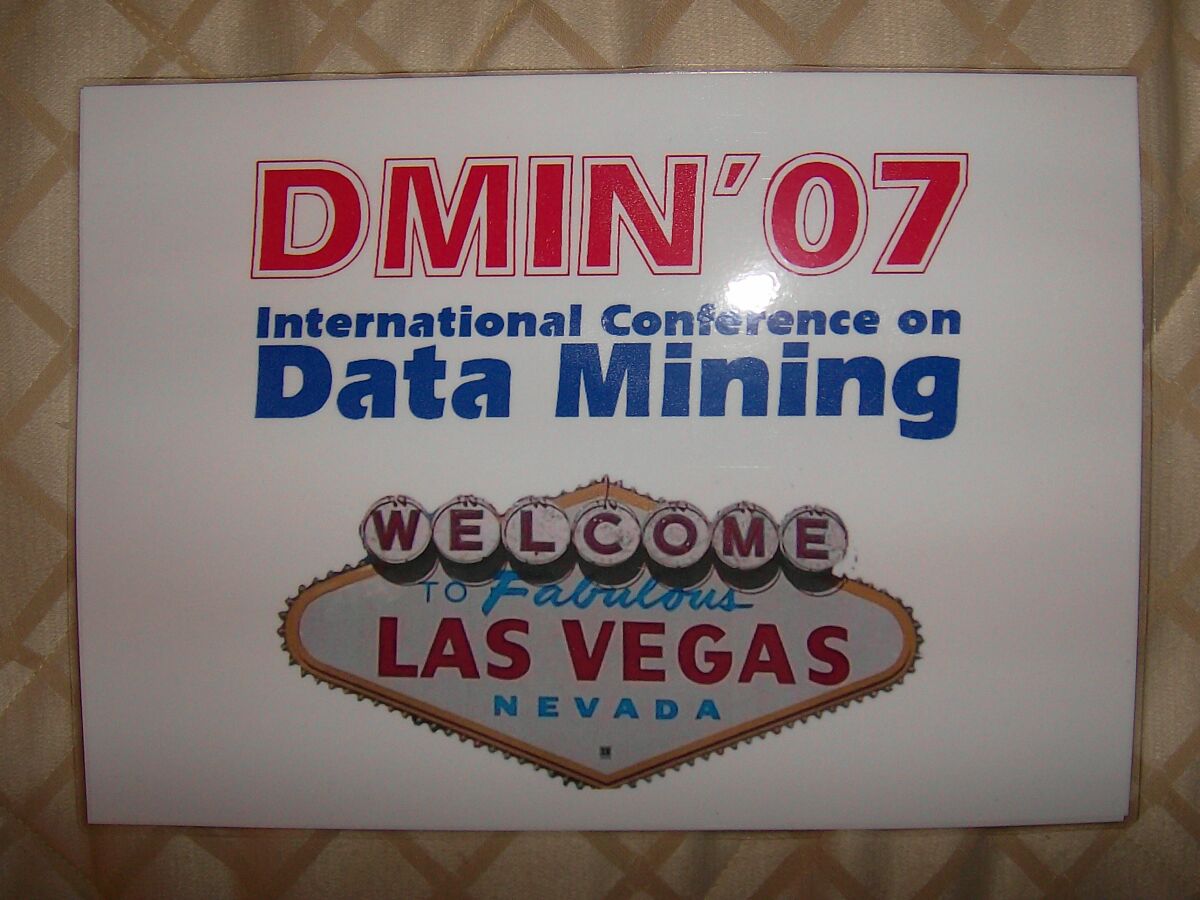 DMIN'07
International Conference on
Data Mining
WELCOME
TO Fabulous
LAS VEGAS
NEVADA